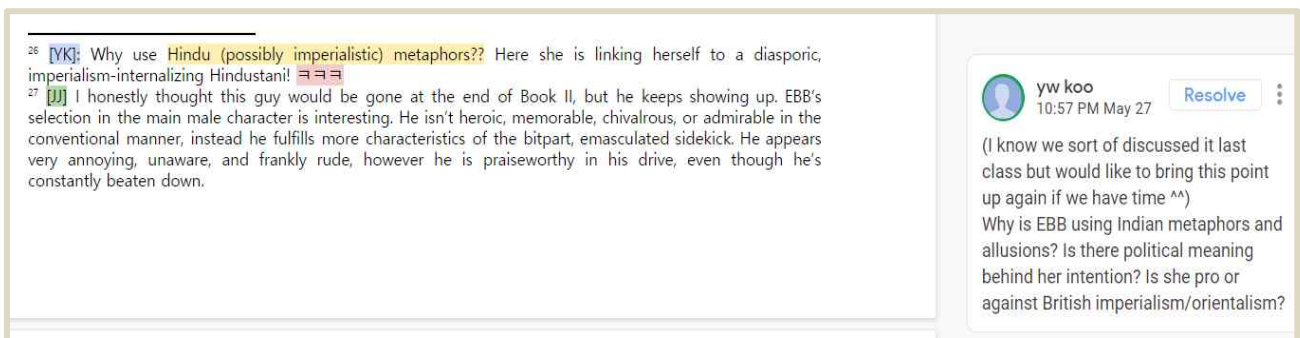 26 [YK]: Why use Hindu (possibly imperialistic) metaphors?? Here she is linking herself to a diasporic,
imperialism-internalizing Hindustani! ㅋㅋㅋ
27 [JJ] I honestly thought this guy would be gone at the end of Book II, but he keeps showing up. EBB's
selection in the main male character is interesting. He isn't heroic, memorable, chivalrous, or admirable in the
conventional manner, instead he fulfills more characteristics of the bitpart, emasculated sidekick. He appears
very annoying, unaware, and frankly rude, however he is praiseworthy in his drive, even though he's
constantly beaten down.
yw koo
10:57 PM May 27
Resolve
(I know we sort of discussed it last
class but would like to bring this point
up again if we have time ^^)
Why is EBB using Indian metaphors and
allusions? Is there political meaning
behind her intention? Is she pro or
against British imperialism/orientalism?